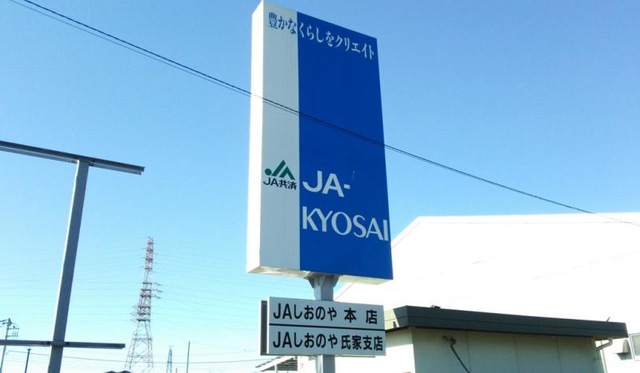 豊かなくらしをクリエイト
JA共済
JA-
KYOSAI
JAしおのや 本店
JAしおのや 氏家支店